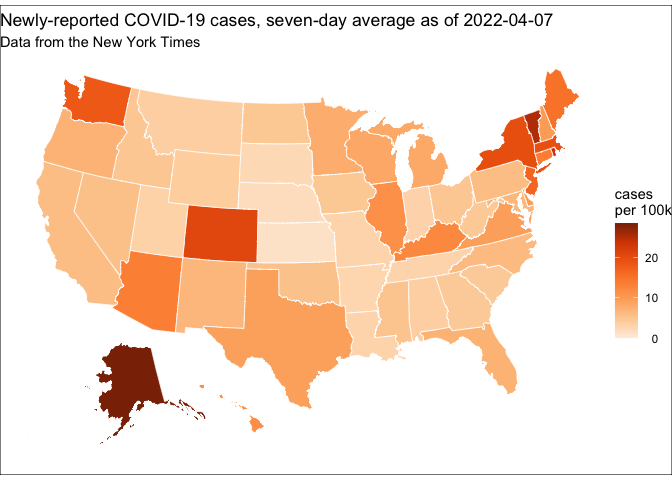 Newly-reported COVID-19 cases, seven-day average as of 2022-04-07
Data from the New York Times
cases
per 100k
20
10
0